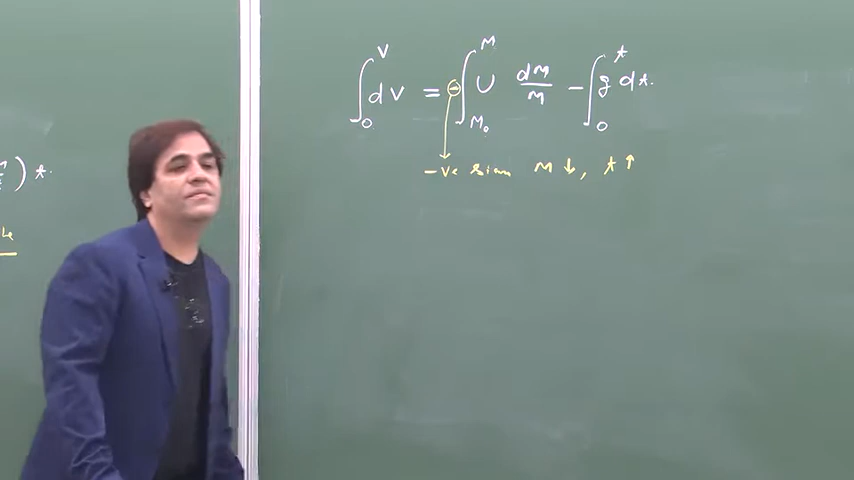 ∫₀^V dV = ⊖ ∫_{M₀}^M U dM/M − ∫₀^t g dt.
−ve sign M ↓, t ↑
) t.